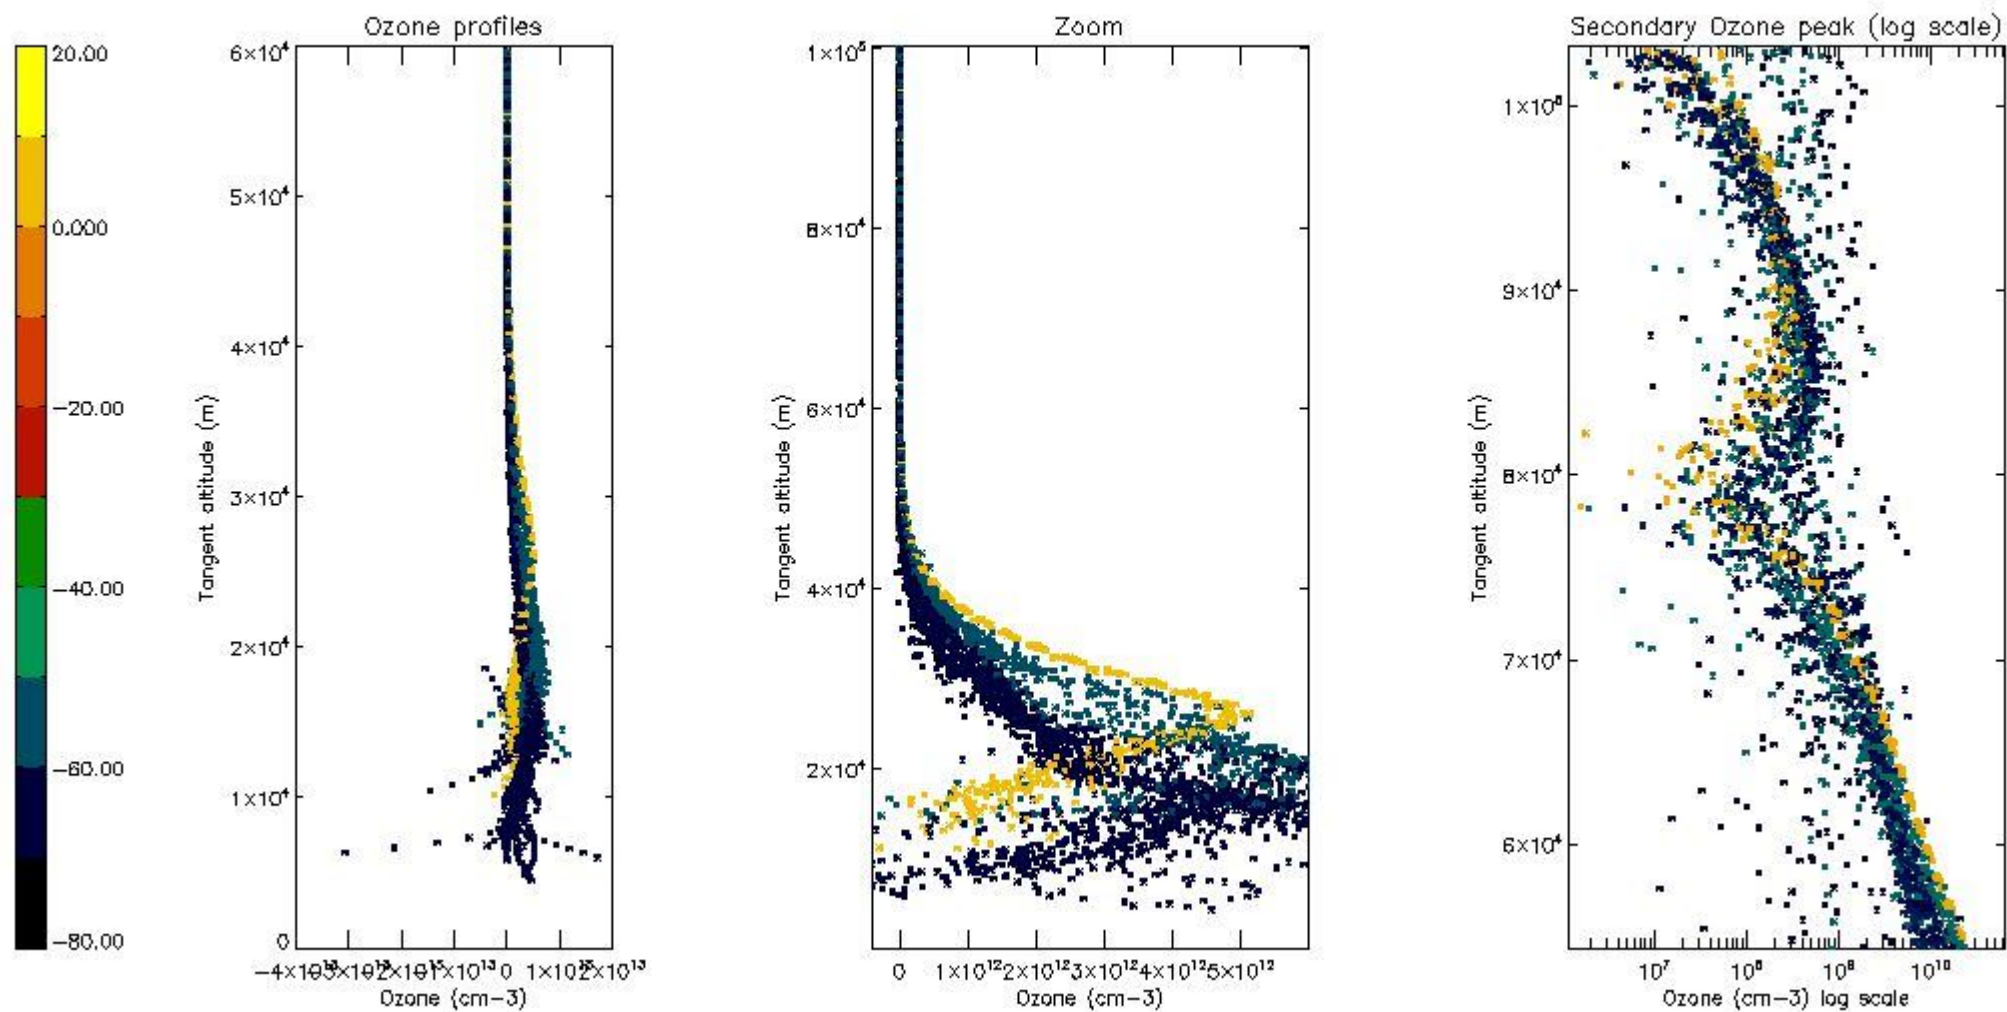 Ozone profiles
Zoom
Secondary Ozone peak (log scale)
20.00
0.000
−20.00
−40.00
−60.00
−80.00
6×10⁴
5×10⁴
4×10⁴
3×10⁴
2×10⁴
1×10⁴
0
Tangent altitude (m)
0
Ozone (cm−3)
1×10⁵
8×10⁴
6×10⁴
4×10⁴
2×10⁴
Tangent altitude (m)
0 1×10¹² 2×10¹² 3×10¹² 4×10¹² 5×10¹²
Ozone (cm−3)
1×10⁵
9×10⁴
8×10⁴
7×10⁴
6×10⁴
Tangent altitude (m)
10⁷ 10⁸ 10⁹ 10¹⁰
Ozone (cm−3) log scale